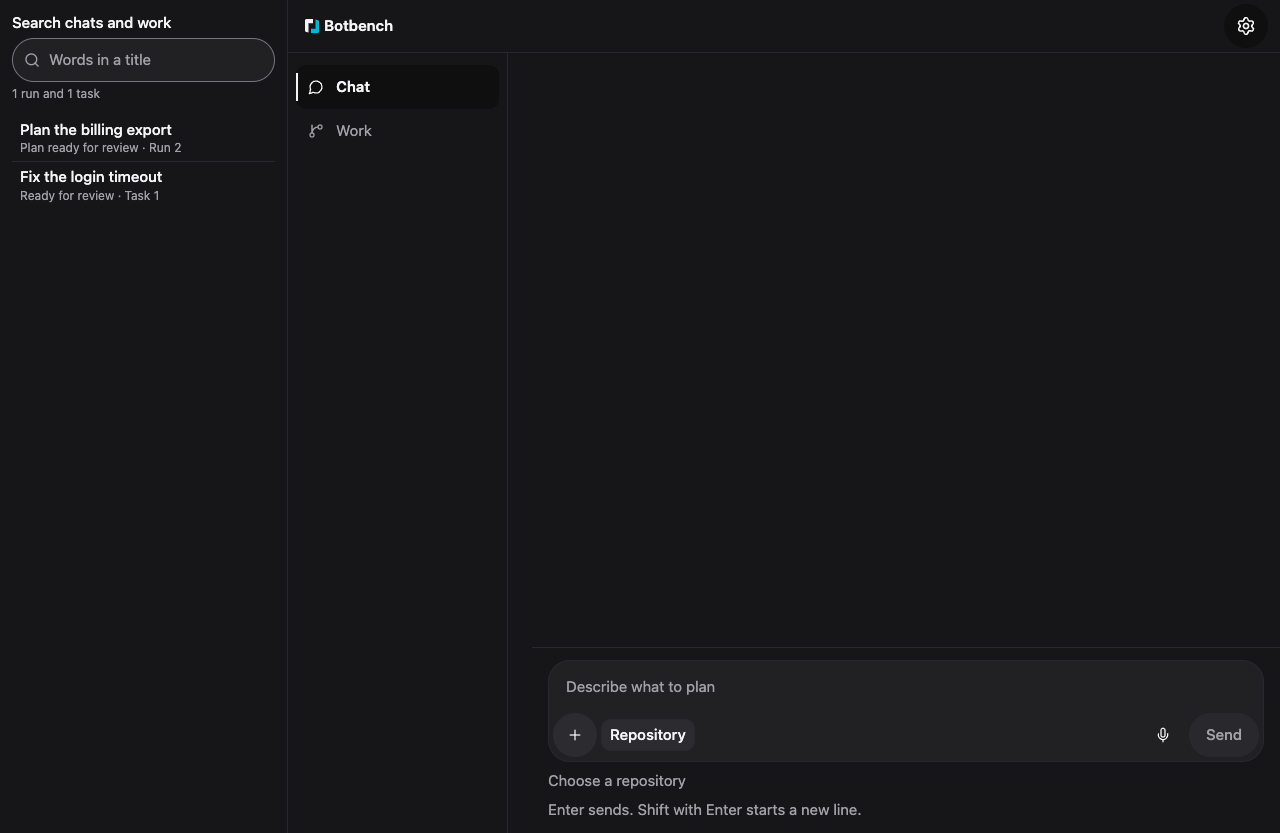 Search chats and work
Words in a title
1 run and 1 task
Plan the billing export
Plan ready for review · Run 2
Fix the login timeout
Ready for review · Task 1
Botbench
Chat
Work
Describe what to plan
Repository
Send
Choose a repository
Enter sends. Shift with Enter starts a new line.